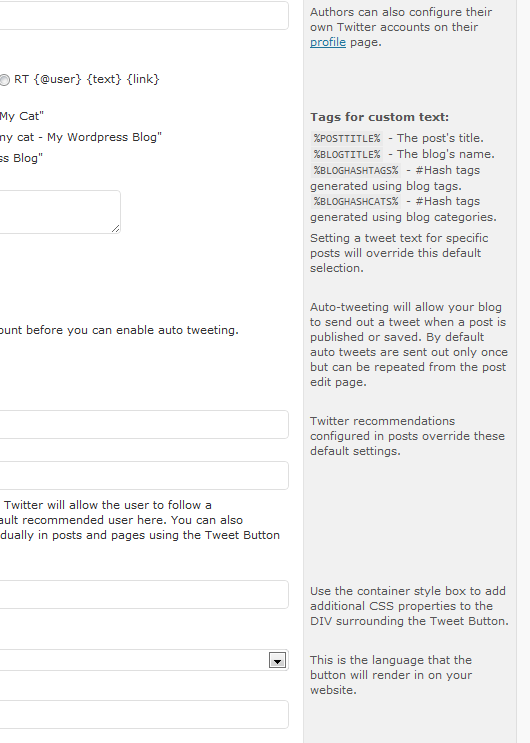 Authors can also configure their
own Twitter accounts on their
profile page.
RT {@user} {text} {link}
My Cat"
my cat - My Wordpress Blog"
ss Blog"
Tags for custom text:
%POSTTITLE% - The post's title.
%BLOGTITLE% - The blog's name.
%BLOGHASHTAGS% - #Hash tags
generated using blog tags.
%BLOGHASHCATS% - #Hash tags
generated using blog categories.
Setting a tweet text for specific
posts will override this default
selection.
ount before you can enable auto tweeting.
Auto-tweeting will allow your blog
to send out a tweet when a post is
published or saved. By default
auto tweets are sent out only once
but can be repeated from the post
edit page.
Twitter recommendations
configured in posts override these
default settings.
Twitter will allow the user to follow a
ault recommended user here. You can also
dually in posts and pages using the Tweet Button
Use the container style box to add
additional CSS properties to the
DIV surrounding the Tweet Button.
This is the language that the
button will render in on your
website.